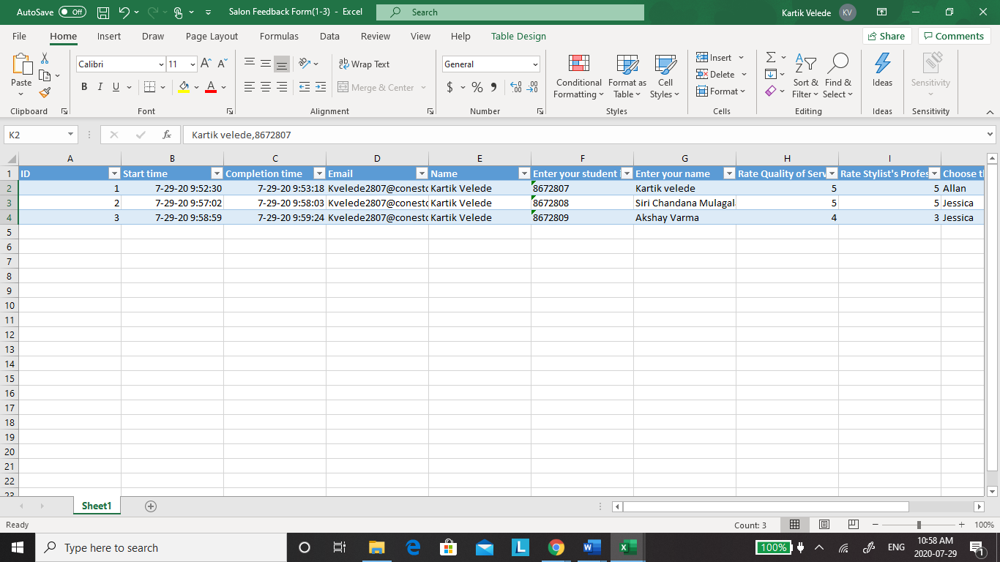 AutoSave Off Salon Feedback Form(1-3) - Excel Search Kartik Velede KV
File Home Insert Draw Page Layout Formulas Data Review View Help Table Design Share Comments
Paste
Calibri 11
B I U
Wrap Text
Merge & Center
General
$ %
Conditional Formatting
Format as Table
Cell Styles
Insert
Delete
Format
Sort & Filter
Find & Select
Ideas
Sensitivity
Clipboard Font Alignment Number Styles Cells Editing Ideas Sensitivity
K2 fx Kartik velede,8672807
A B C D E F G H I
1 ID Start time Completion time Email Name Enter your student i Enter your name Rate Quality of Serv Rate Stylist's Profes Choose t
2 1 7-29-20 9:52:30 7-29-20 9:53:18 Kvelede2807@conesto Kartik Velede 8672807 Kartik velede 5 5 Allan
3 2 7-29-20 9:57:02 7-29-20 9:58:03 Kvelede2807@conesto Kartik Velede 8672808 Siri Chandana Mulagal 5 5 Jessica
4 3 7-29-20 9:58:59 7-29-20 9:59:24 Kvelede2807@conesto Kartik Velede 8672809 Akshay Varma 4 3 Jessica
5
6
7
8
9
10
11
12
13
14
15
16
17
18
19
20
21
22
23
Sheet1
Ready Count: 3 100%
Type here to search 100% ENG 10:58 AM
2020-07-29 1